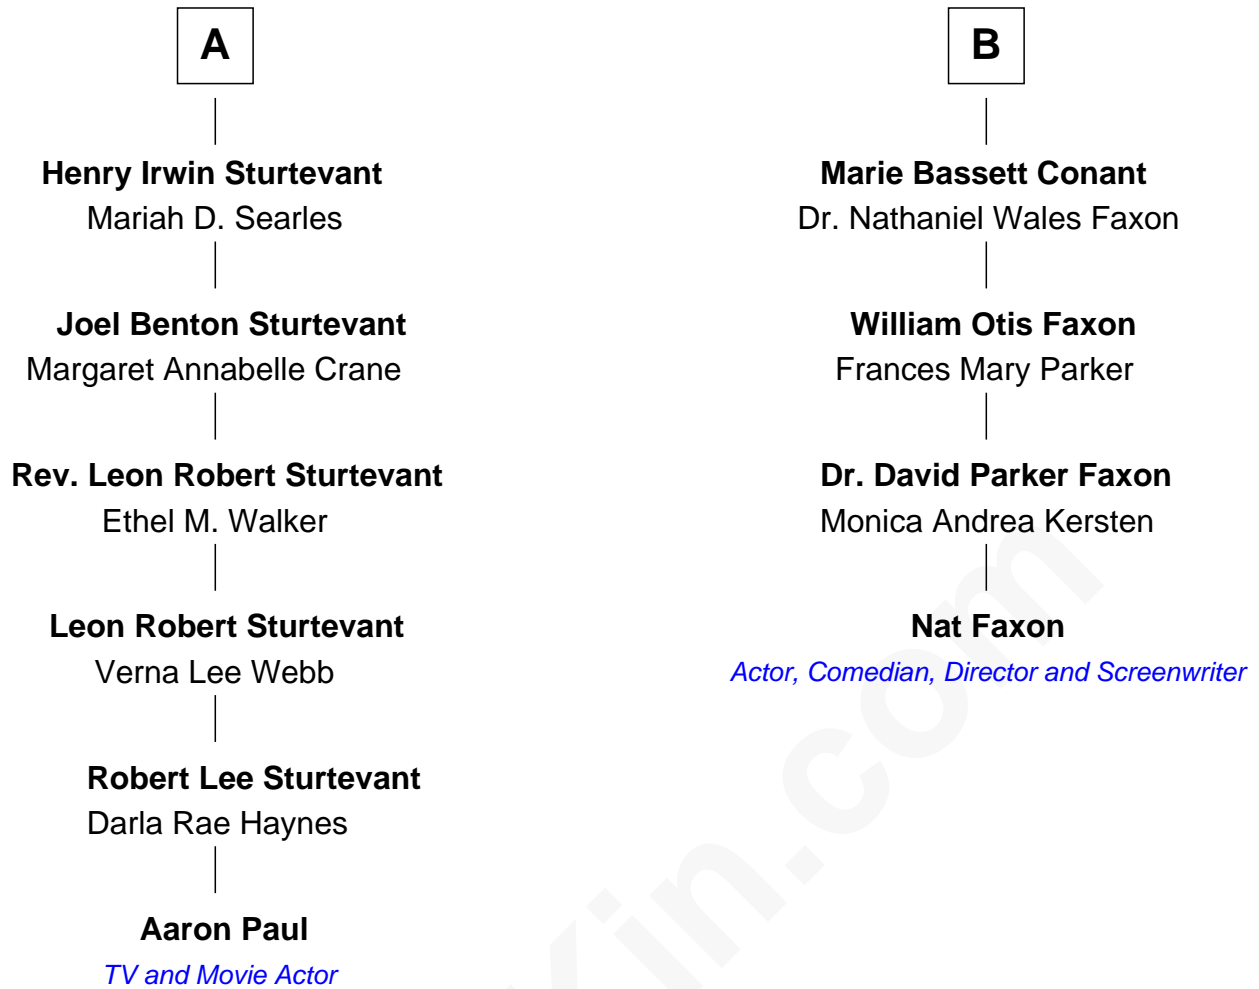 A
Henry Irwin Sturtevant
Mariah D. Searles
Joel Benton Sturtevant
Margaret Annabelle Crane
Rev. Leon Robert Sturtevant
Ethel M. Walker
Leon Robert Sturtevant
Verna Lee Webb
Robert Lee Sturtevant
Darla Rae Haynes
Aaron Paul
TV and Movie Actor
B
Marie Bassett Conant
Dr. Nathaniel Wales Faxon
William Otis Faxon
Frances Mary Parker
Dr. David Parker Faxon
Monica Andrea Kersten
Nat Faxon
Actor, Comedian, Director and Screenwriter